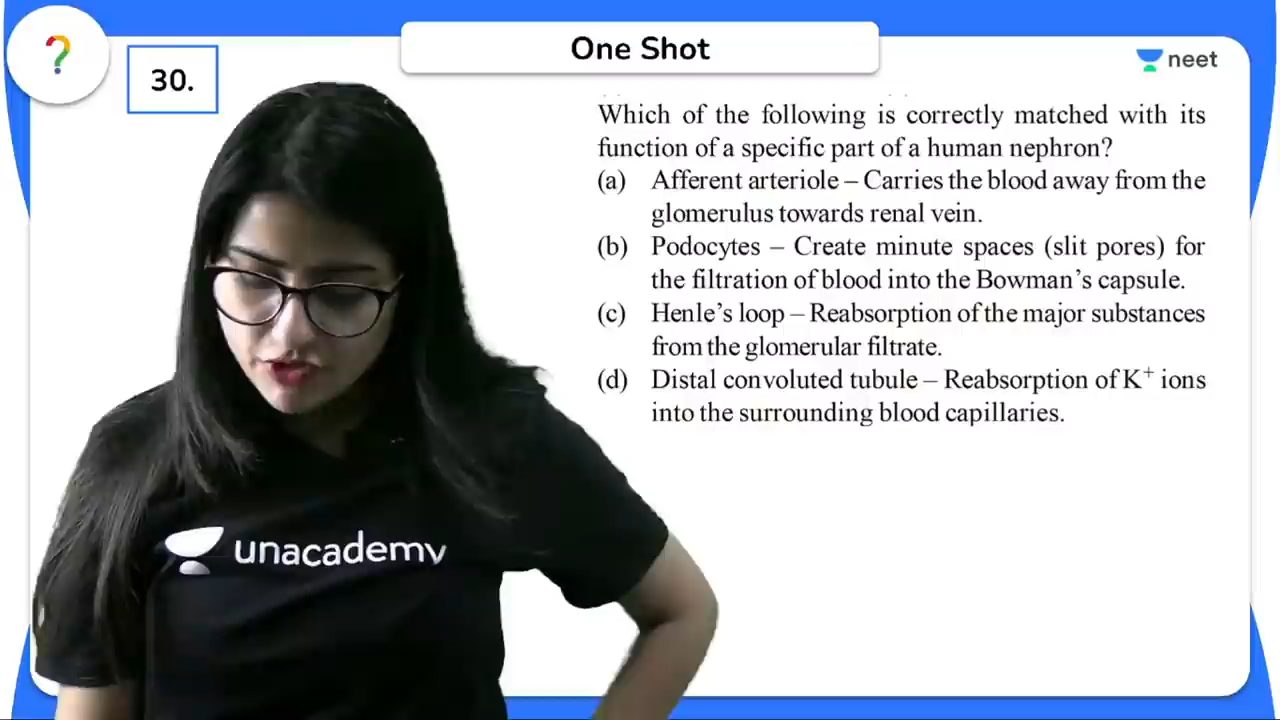 ?
30.
One Shot
neet
Which of the following is correctly matched with its
function of a specific part of a human nephron?
(a) Afferent arteriole – Carries the blood away from the
glomerulus towards renal vein.
(b) Podocytes – Create minute spaces (slit pores) for
the filtration of blood into the Bowman's capsule.
(c) Henle's loop – Reabsorption of the major substances
from the glomerular filtrate.
(d) Distal convoluted tubule – Reabsorption of K⁺ ions
into the surrounding blood capillaries.
unacademy